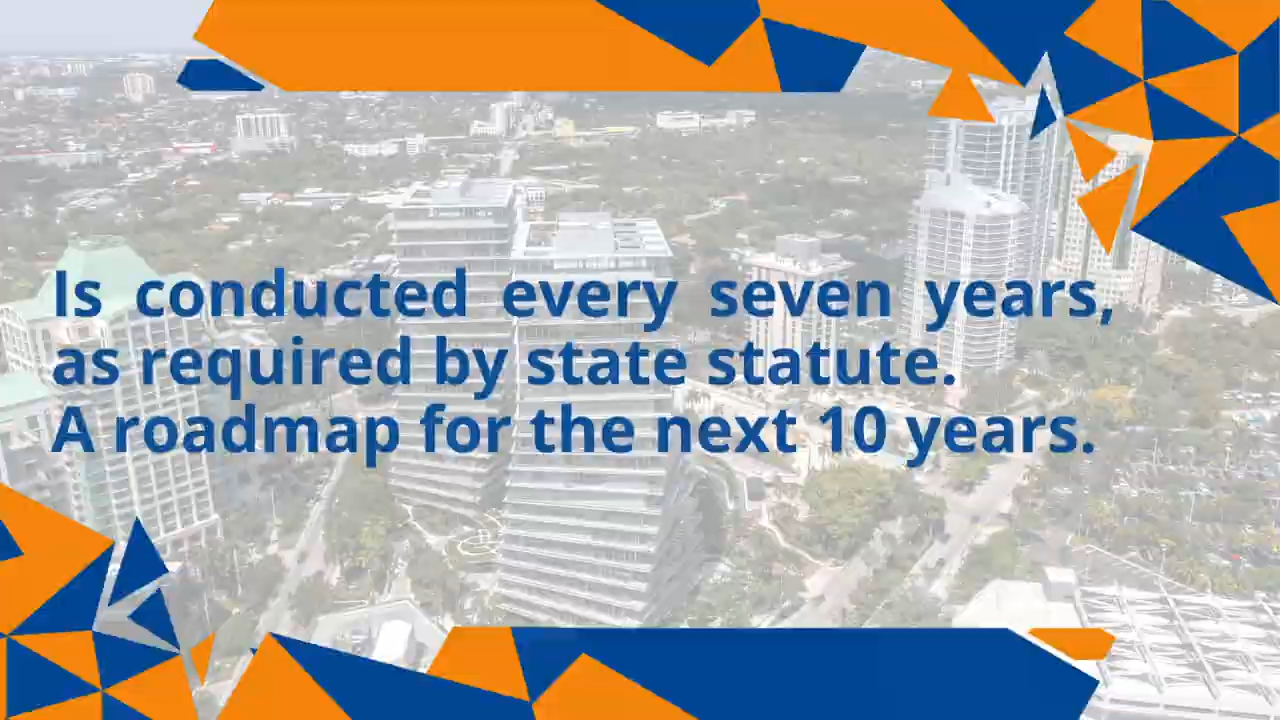 Is conducted every seven years,
as required by state statute.
A roadmap for the next 10 years.